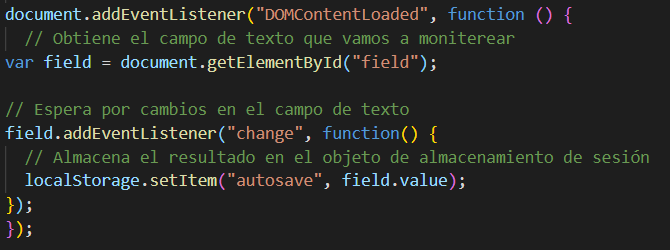 document.addEventListener("DOMContentLoaded", function () {
// Obtiene el campo de texto que vamos a moniterear
var field = document.getElementById("field");
// Espera por cambios en el campo de texto
field.addEventListener("change", function() {
// Almacena el resultado en el objeto de almacenamiento de sesión
localStorage.setItem("autosave", field.value);
});
});